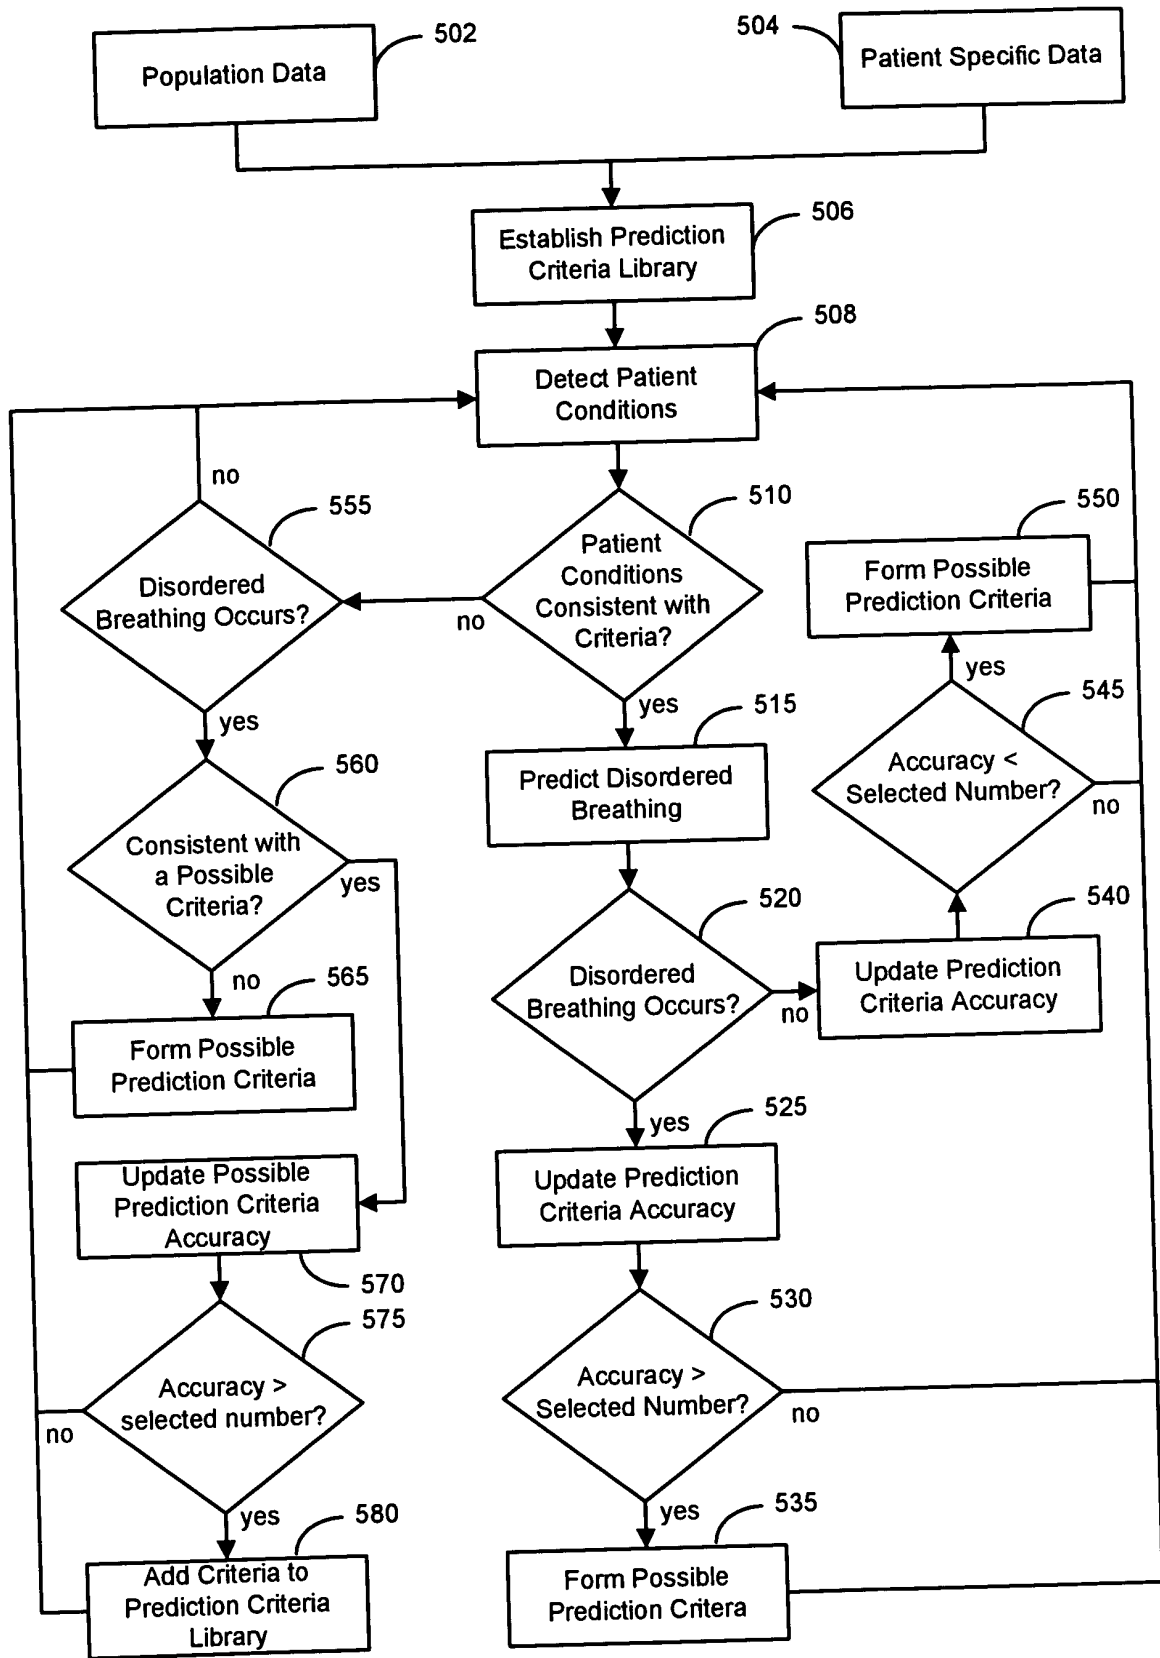 502
Population Data
504
Patient Specific Data
506
Establish Prediction
Criteria Library
508
Detect Patient
Conditions
no
555
Disordered
Breathing Occurs?
510
Patient
Conditions
Consistent with
Criteria?
no
yes
550
Form Possible
Prediction Criteria
yes
545
Accuracy <
Selected Number?
no
515
Predict Disordered
Breathing
yes
560
Consistent with
a Possible
Criteria?
yes
no
520
Disordered
Breathing Occurs?
no
540
Update Prediction
Criteria Accuracy
565
Form Possible
Prediction Criteria
yes
525
Update Prediction
Criteria Accuracy
Update Possible
Prediction Criteria
Accuracy
570
575
Accuracy >
selected number?
no
yes
530
Accuracy >
Selected Number?
no
yes
535
Form Possible
Prediction Critera
580
Add Criteria to
Prediction Criteria
Library